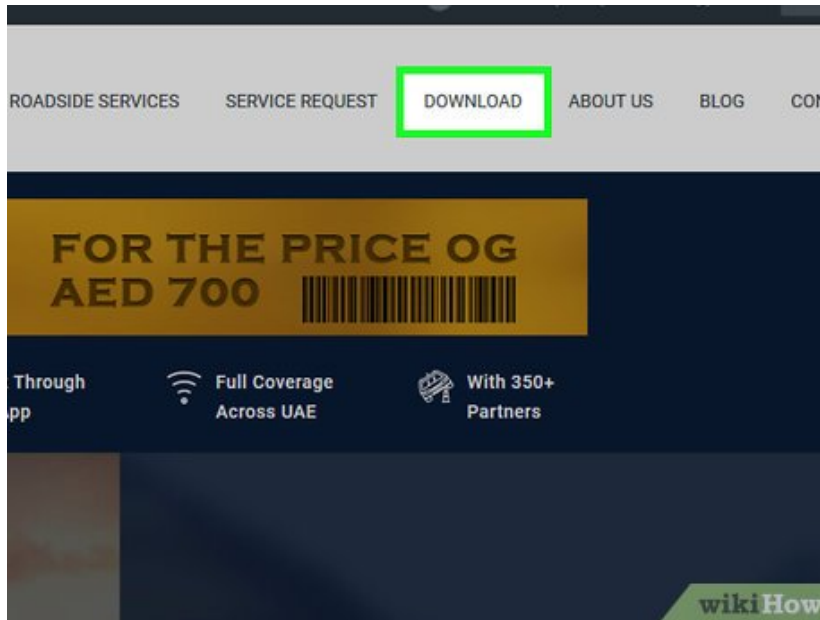 ROADSIDE SERVICES SERVICE REQUEST DOWNLOAD ABOUT US BLOG
FOR THE PRICE OG
AED 700
Through
Full Coverage
With 350+
Across UAE
Partners
wikiHow